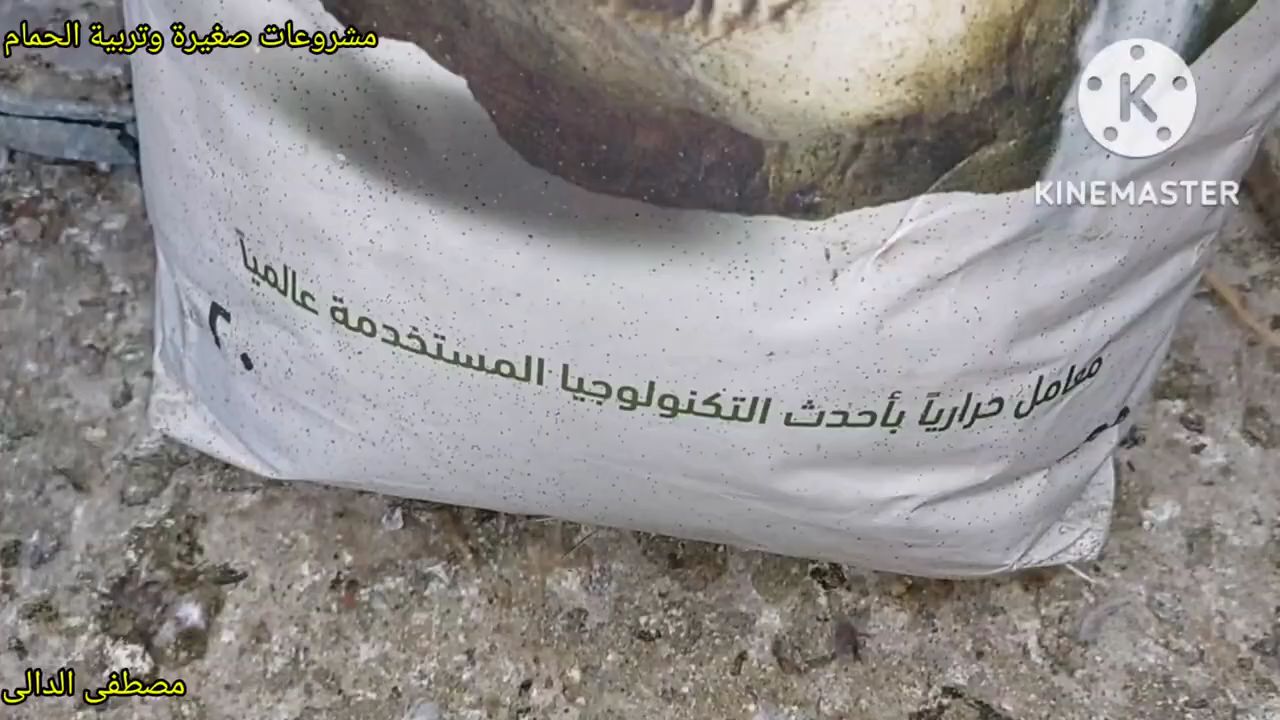 مشروعات صغيرة وتربية الحمام
KINEMASTER
معامل حرارياً بأحدث التكنولوجيا المستخدمة عالمياً
مصطفى الدالى